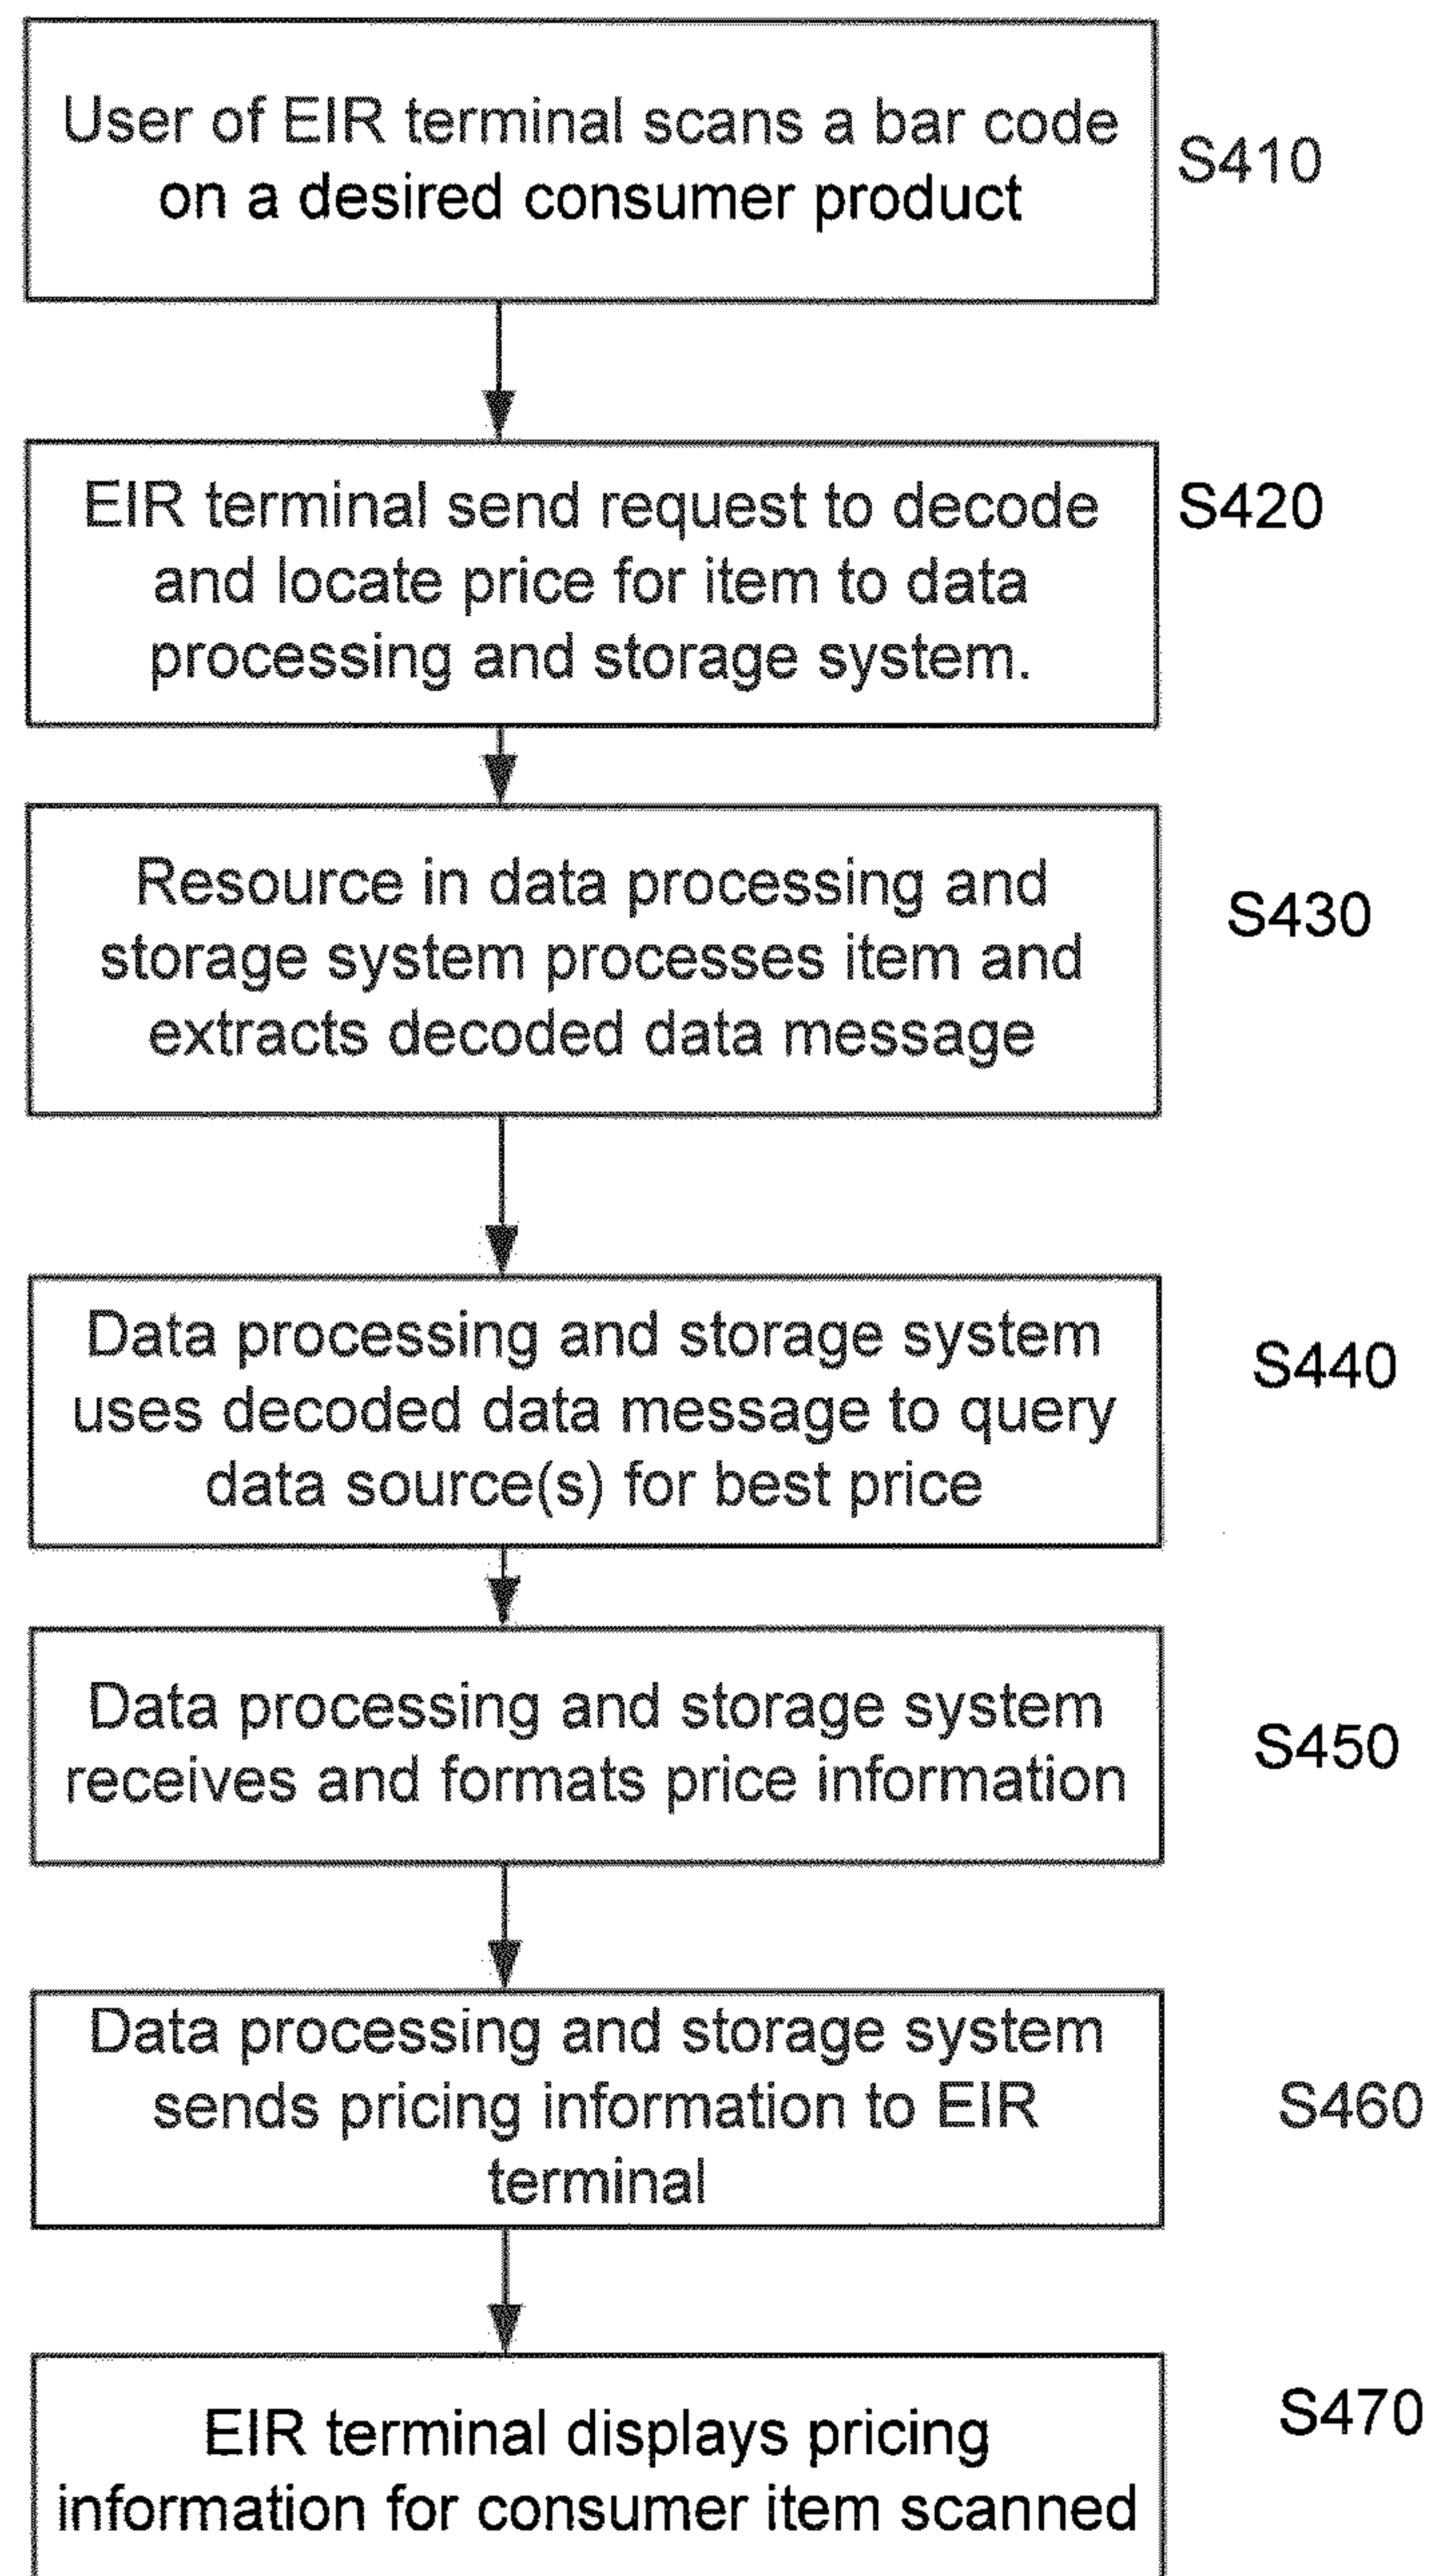 User of EIR terminal scans a bar code
on a desired consumer product
S410
EIR terminal send request to decode
and locate price for item to data
processing and storage system.
S420
Resource in data processing and
storage system processes item and
extracts decoded data message
S430
Data processing and storage system
uses decoded data message to query
data source(s) for best price
S440
Data processing and storage system
receives and formats price information
S450
Data processing and storage system
sends pricing information to EIR
terminal
S460
EIR terminal displays pricing
information for consumer item scanned
S470